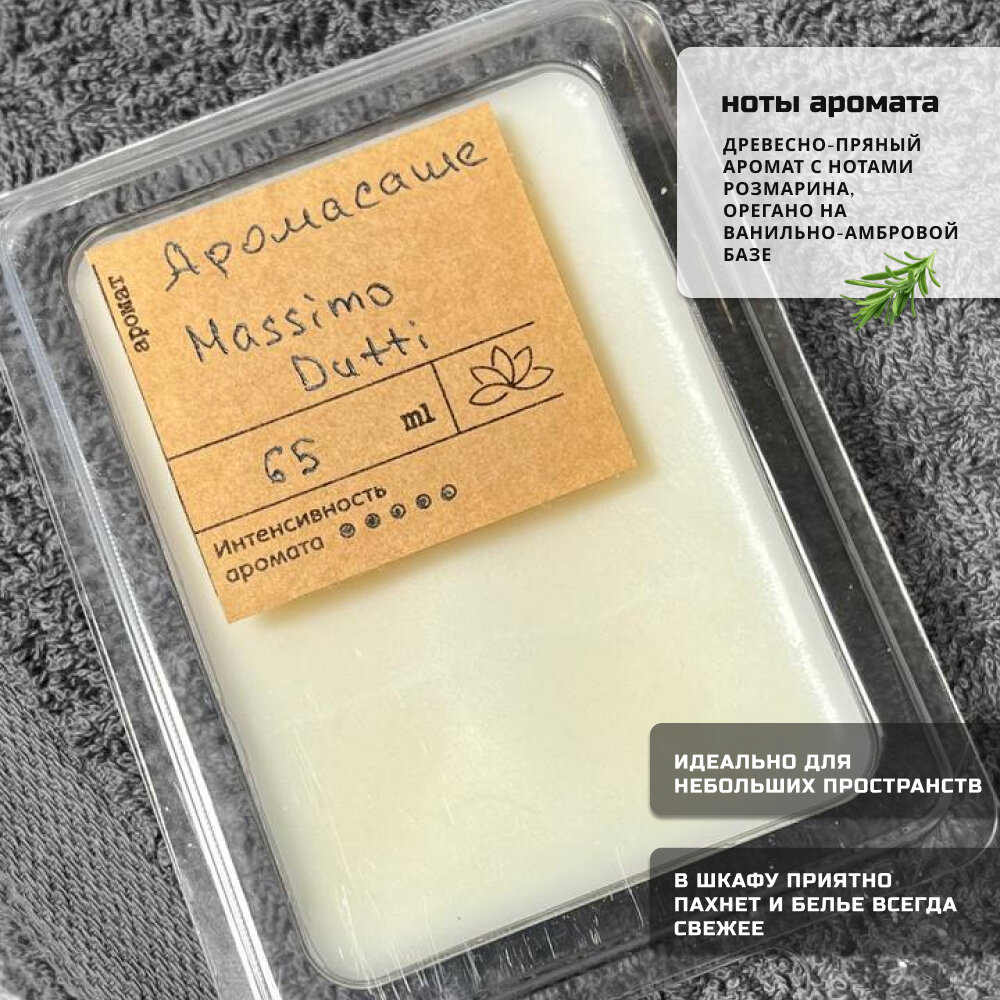 ноты аромата
ДРЕВЕСНО-ПРЯНЫЙ
АРОМАТ С НОТАМИ
РОЗМАРИНА,
ОРЕГАНО НА
ВАНИЛЬНО-АМБРОВОЙ
БАЗЕ
аромат
Аромасаше
Massimo
Dutti
65 ml
Интенсивность
аромата
ИДЕАЛЬНО ДЛЯ
НЕБОЛЬШИХ ПРОСТРАНСТВ
В ШКАФУ ПРИЯТНО
ПАХНЕТ И БЕЛЬЕ ВСЕГДА
СВЕЖЕЕ